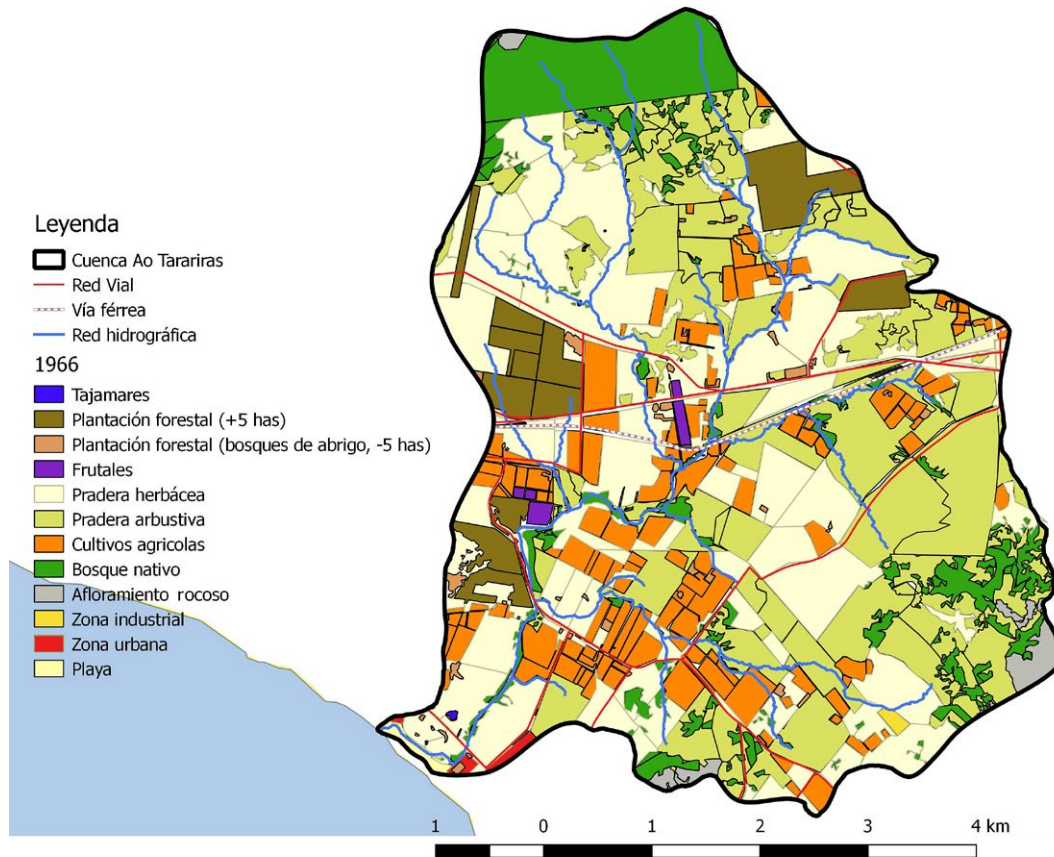 Leyenda
Cuenca Ao Tarariras
Red Vial
Vía férrea
Red hidrográfica
1966
Tajamares
Plantación forestal (+5 has)
Plantación forestal (bosques de abrigo, -5 has)
Frutales
Pradera herbácea
Pradera arbustiva
Cultivos agricolas
Bosque nativo
Afloramiento rocoso
Zona industrial
Zona urbana
Playa
1 0 1 2 3 4 km